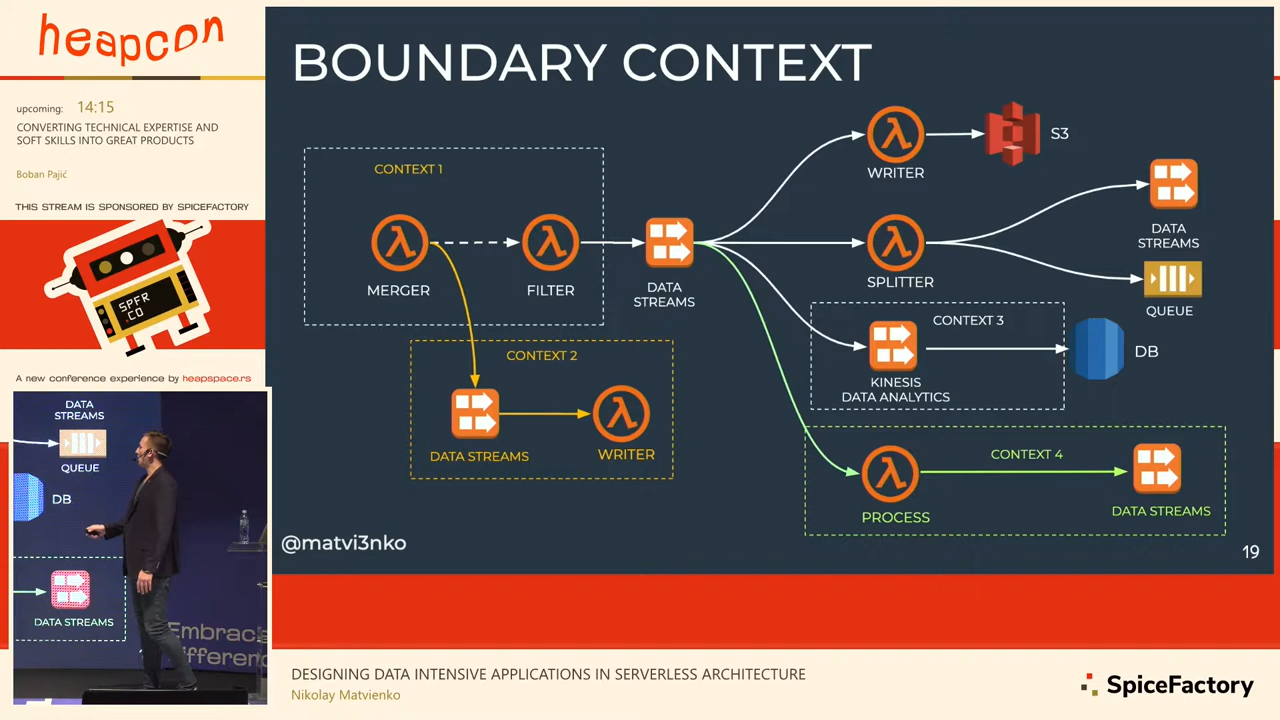 heapcon
upcoming: 14:15
CONVERTING TECHNICAL EXPERTISE AND
SOFT SKILLS INTO GREAT PRODUCTS
Boban Pajić
THIS STREAM IS SPONSORED BY SPICEFACTORY
SPFR
.CO
A new conference experience by heapspace.rs
BOUNDARY CONTEXT
CONTEXT 1
MERGER
FILTER
DATA
STREAMS
WRITER
S3
SPLITTER
DATA
STREAMS
QUEUE
CONTEXT 2
DATA STREAMS
WRITER
CONTEXT 3
KINESIS
DATA ANALYTICS
DB
CONTEXT 4
PROCESS
DATA STREAMS
@matvi3nko
19
DATA
STREAMS
QUEUE
DB
DATA STREAMS
Embrac
ifferen
DESIGNING DATA INTENSIVE APPLICATIONS IN SERVERLESS ARCHITECTURE
Nikolay Matvienko
SpiceFactory